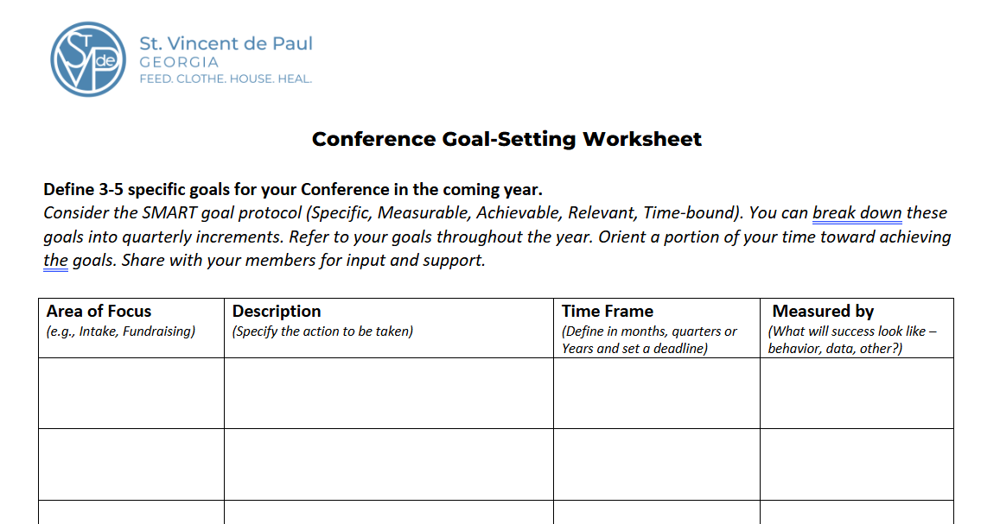 STVdeP
St. Vincent de Paul
GEORGIA
FEED. CLOTHE. HOUSE. HEAL.
Conference Goal-Setting Worksheet
Define 3-5 specific goals for your Conference in the coming year.
Consider the SMART goal protocol (Specific, Measurable, Achievable, Relevant, Time-bound). You can break down these
goals into quarterly increments. Refer to your goals throughout the year. Orient a portion of your time toward achieving
the goals. Share with your members for input and support.
Area of Focus
(e.g., Intake, Fundraising)
Description
(Specify the action to be taken)
Time Frame
(Define in months, quarters or
Years and set a deadline)
Measured by
(What will success look like –
behavior, data, other?)